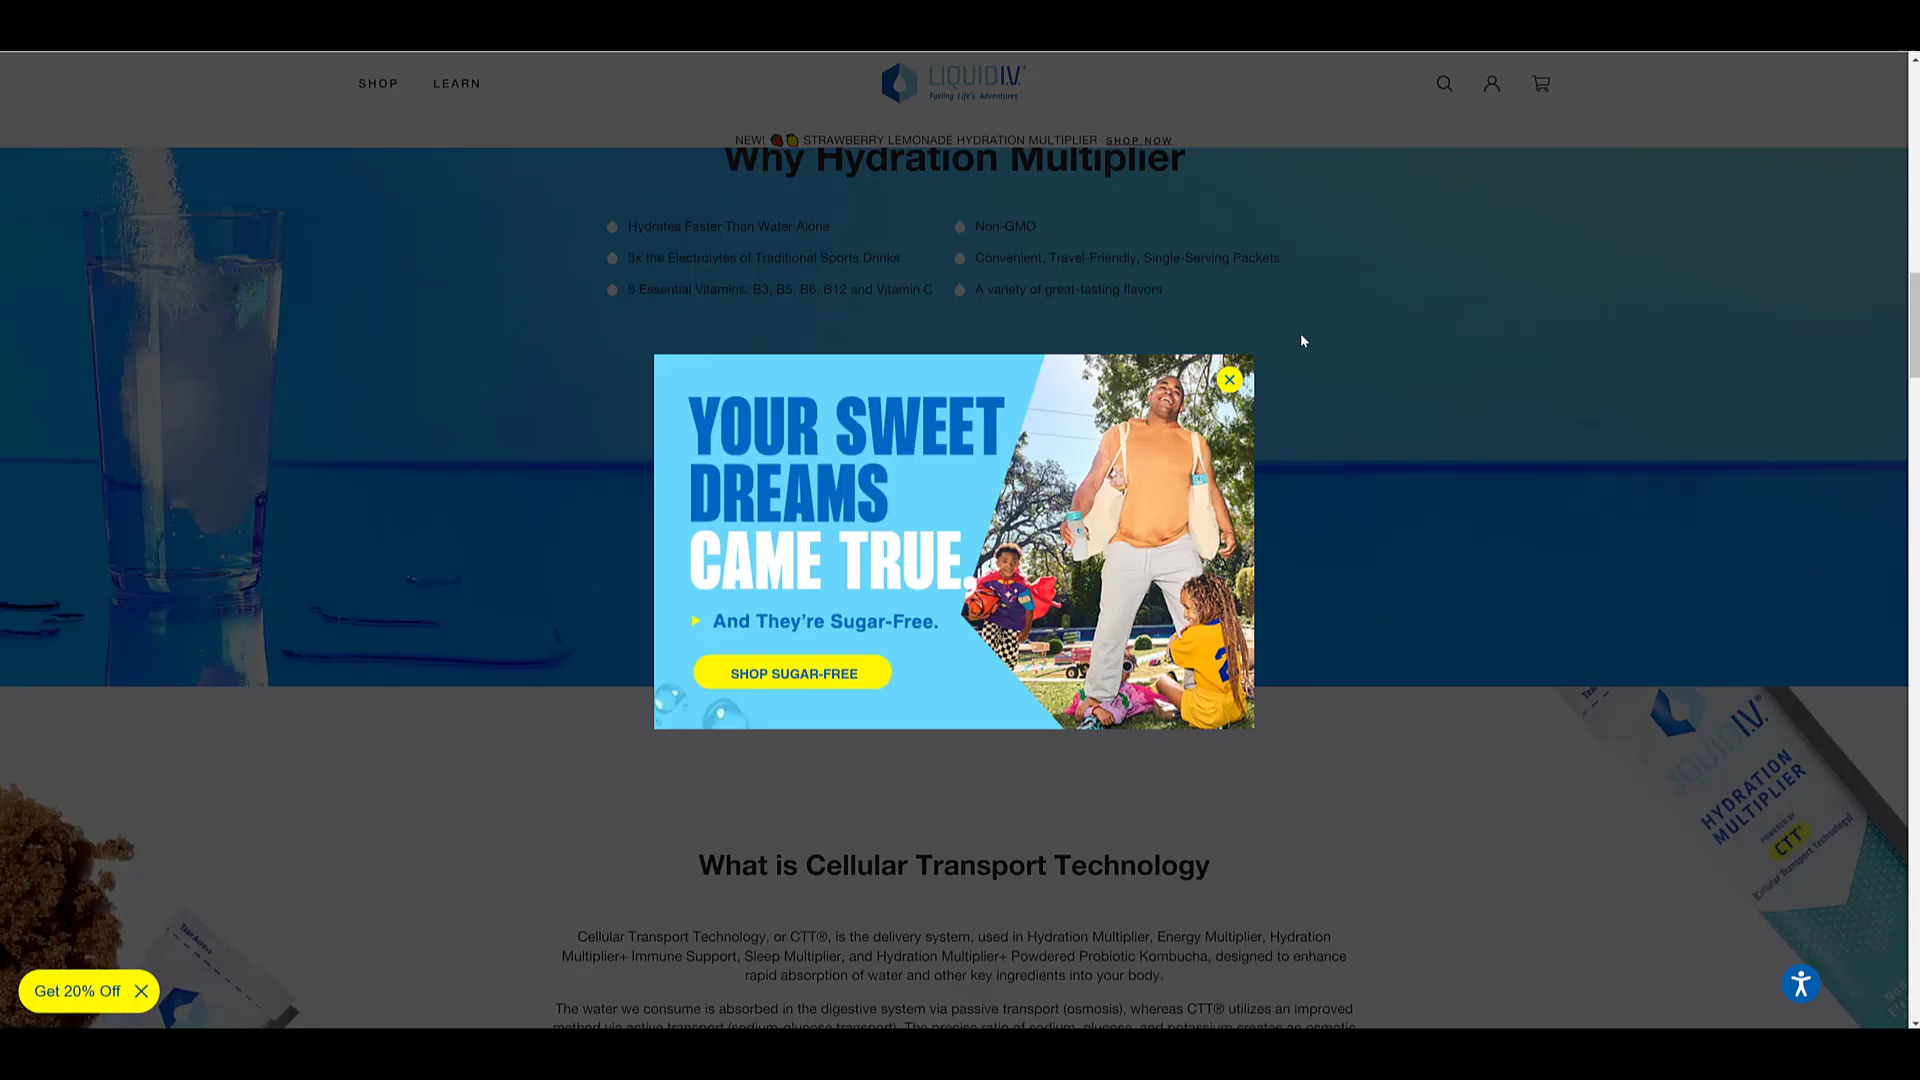 SHOP LEARN
LIQUID I.V.
Fueling Life's Adventures
NEW! 🍓🍋 STRAWBERRY LEMONADE HYDRATION MULTIPLIER SHOP NOW
Why Hydration Multiplier
Hydrates Faster Than Water Alone
3x the Electrolytes of Traditional Sports Drinks
5 Essential Vitamins: B3, B5, B6, B12 and Vitamin C
Non-GMO
Convenient, Travel-Friendly, Single-Serving Packets
A variety of great-tasting flavors
YOUR SWEET
DREAMS
CAME TRUE.
And They're Sugar-Free.
SHOP SUGAR-FREE
2
LIQUID I.V.
HYDRATION
MULTIPLIER
POWERED BY
CTT®
(Cellular Transport Technology)
What is Cellular Transport Technology
Cellular Transport Technology, or CTT®, is the delivery system, used in Hydration Multiplier, Energy Multiplier, Hydration
Multiplier+ Immune Support, Sleep Multiplier, and Hydration Multiplier+ Powdered Probiotic Kombucha, designed to enhance
rapid absorption of water and other key ingredients into your body.
The water we consume is absorbed in the digestive system via passive transport (osmosis), whereas CTT® utilizes an improved
method via active transport (sodium-glucose transport). The precise ratio of sodium, glucose, and potassium creates an osmotic
Tear Across
Get 20% Off